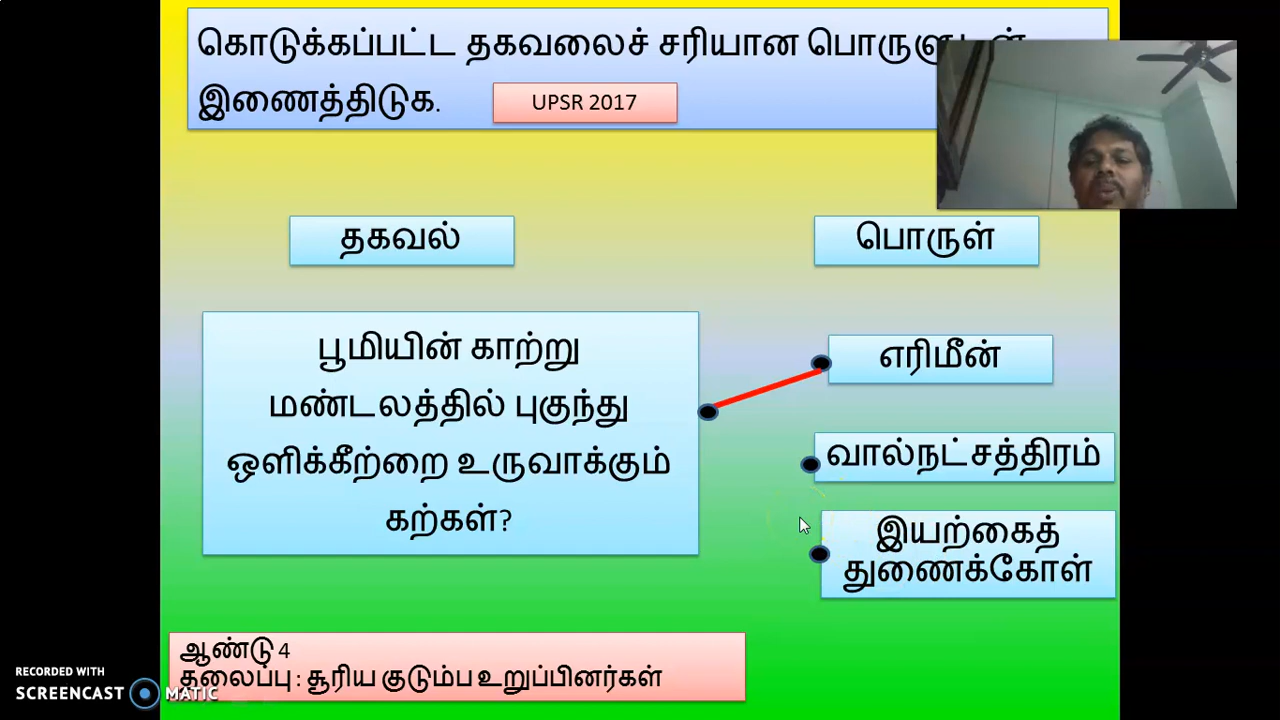 கொடுக்கப்பட்ட தகவலைச் சரியான பொருளுடன்
இணைத்திடுக.
UPSR 2017
தகவல்
பொருள்
பூமியின் காற்று
மண்டலத்தில் புகுந்து
ஒளிக்கீற்றை உருவாக்கும்
கற்கள்?
எரிமீன்
வால்நட்சத்திரம்
இயற்கைத்
துணைக்கோள்
ஆண்டு 4
தலைப்பு : சூரிய குடும்ப உறுப்பினர்கள்
RECORDED WITH
SCREENCAST MATIC